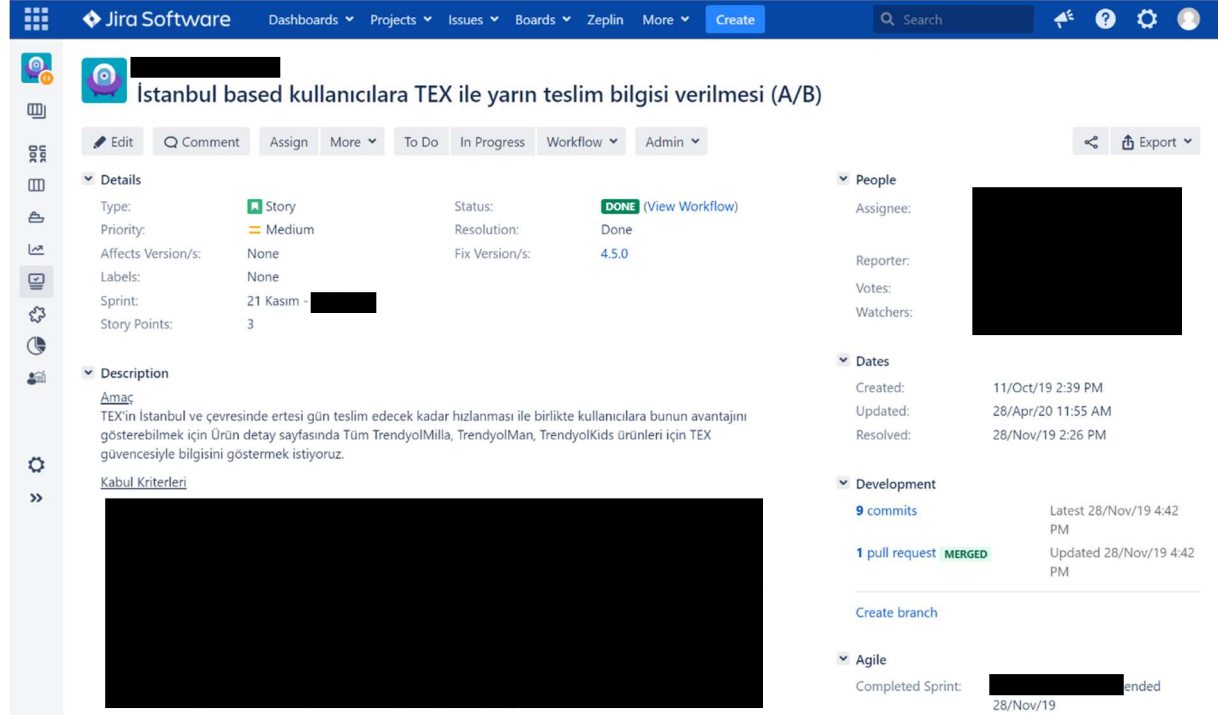 Jira Software Dashboards Projects Issues Boards Zeplin More Create Search
İstanbul based kullanıcılara TEX ile yarın teslim bilgisi verilmesi (A/B)
Edit Comment Assign More To Do In Progress Workflow Admin Export
Details
Type: Story Status: DONE (View Workflow)
Priority: Medium Resolution: Done
Affects Version/s: None Fix Version/s: 4.5.0
Labels: None
Sprint: 21 Kasım -
Story Points: 3
Description
Amaç
TEX'in İstanbul ve çevresinde ertesi gün teslim edecek kadar hızlanması ile birlikte kullanıcılara bunun avantajını
gösterebilmek için Ürün detay sayfasında Tüm TrendyolMilla, TrendyolMan, TrendyolKids ürünleri için TEX
güvencesiyle bilgisini göstermek istiyoruz.
Kabul Kriterleri
People
Assignee:
Reporter:
Votes:
Watchers:
Dates
Created: 11/Oct/19 2:39 PM
Updated: 28/Apr/20 11:55 AM
Resolved: 28/Nov/19 2:26 PM
Development
9 commits Latest 28/Nov/19 4:42
PM
1 pull request MERGED Updated 28/Nov/19 4:42
PM
Create branch
Agile
Completed Sprint: ended
28/Nov/19